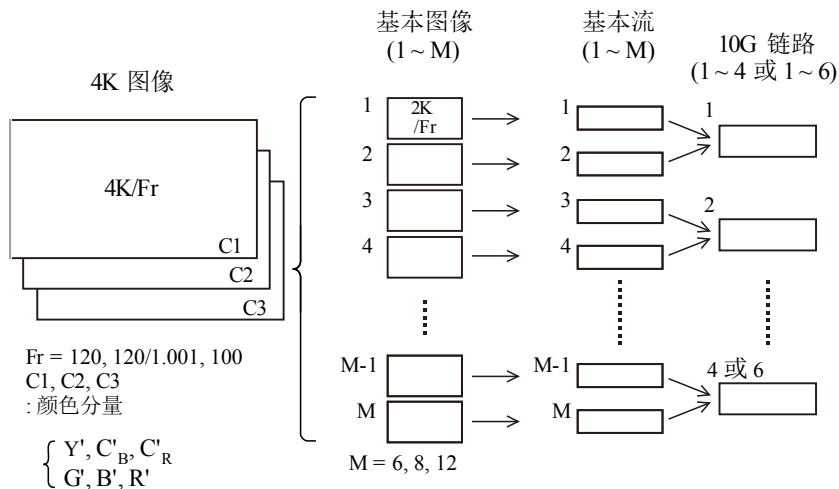 基本图像
(1 ~ M)
基本流
(1 ~ M)
10G 链路
(1 ~ 4 或 1 ~ 6)
4K 图像
4K/Fr
C1
C2
C3
1
2K
/Fr
2
3
4
M-1
M
1
2
3
4
M-1
M
1
2
4 或 6
Fr = 120, 120/1.001, 100
C1, C2, C3
: 颜色分量
Y', C'B, C'R
G', B', R'
M = 6, 8, 12